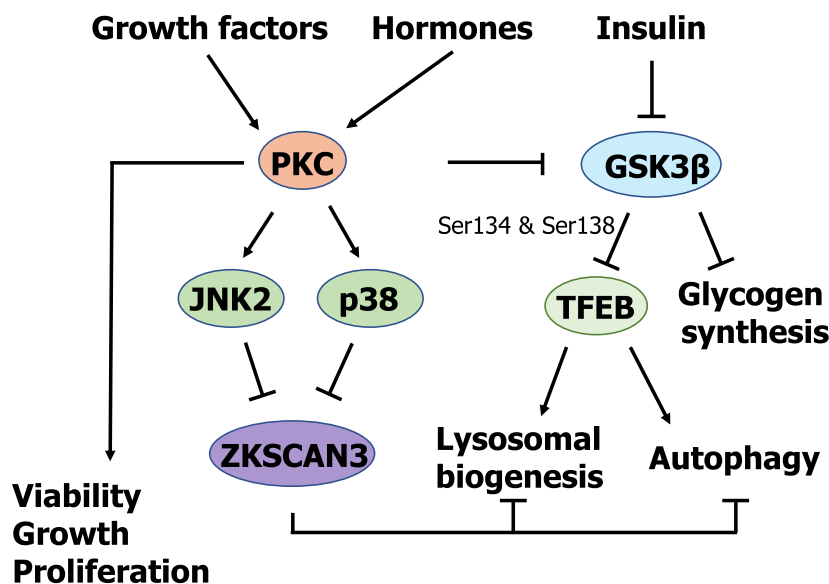 Growth factors
Hormones
Insulin
PKC
GSK3β
Ser134 & Ser138
JNK2
p38
TFEB
Glycogen
synthesis
ZKSCAN3
Lysosomal
biogenesis
Autophagy
Viability
Growth
Proliferation